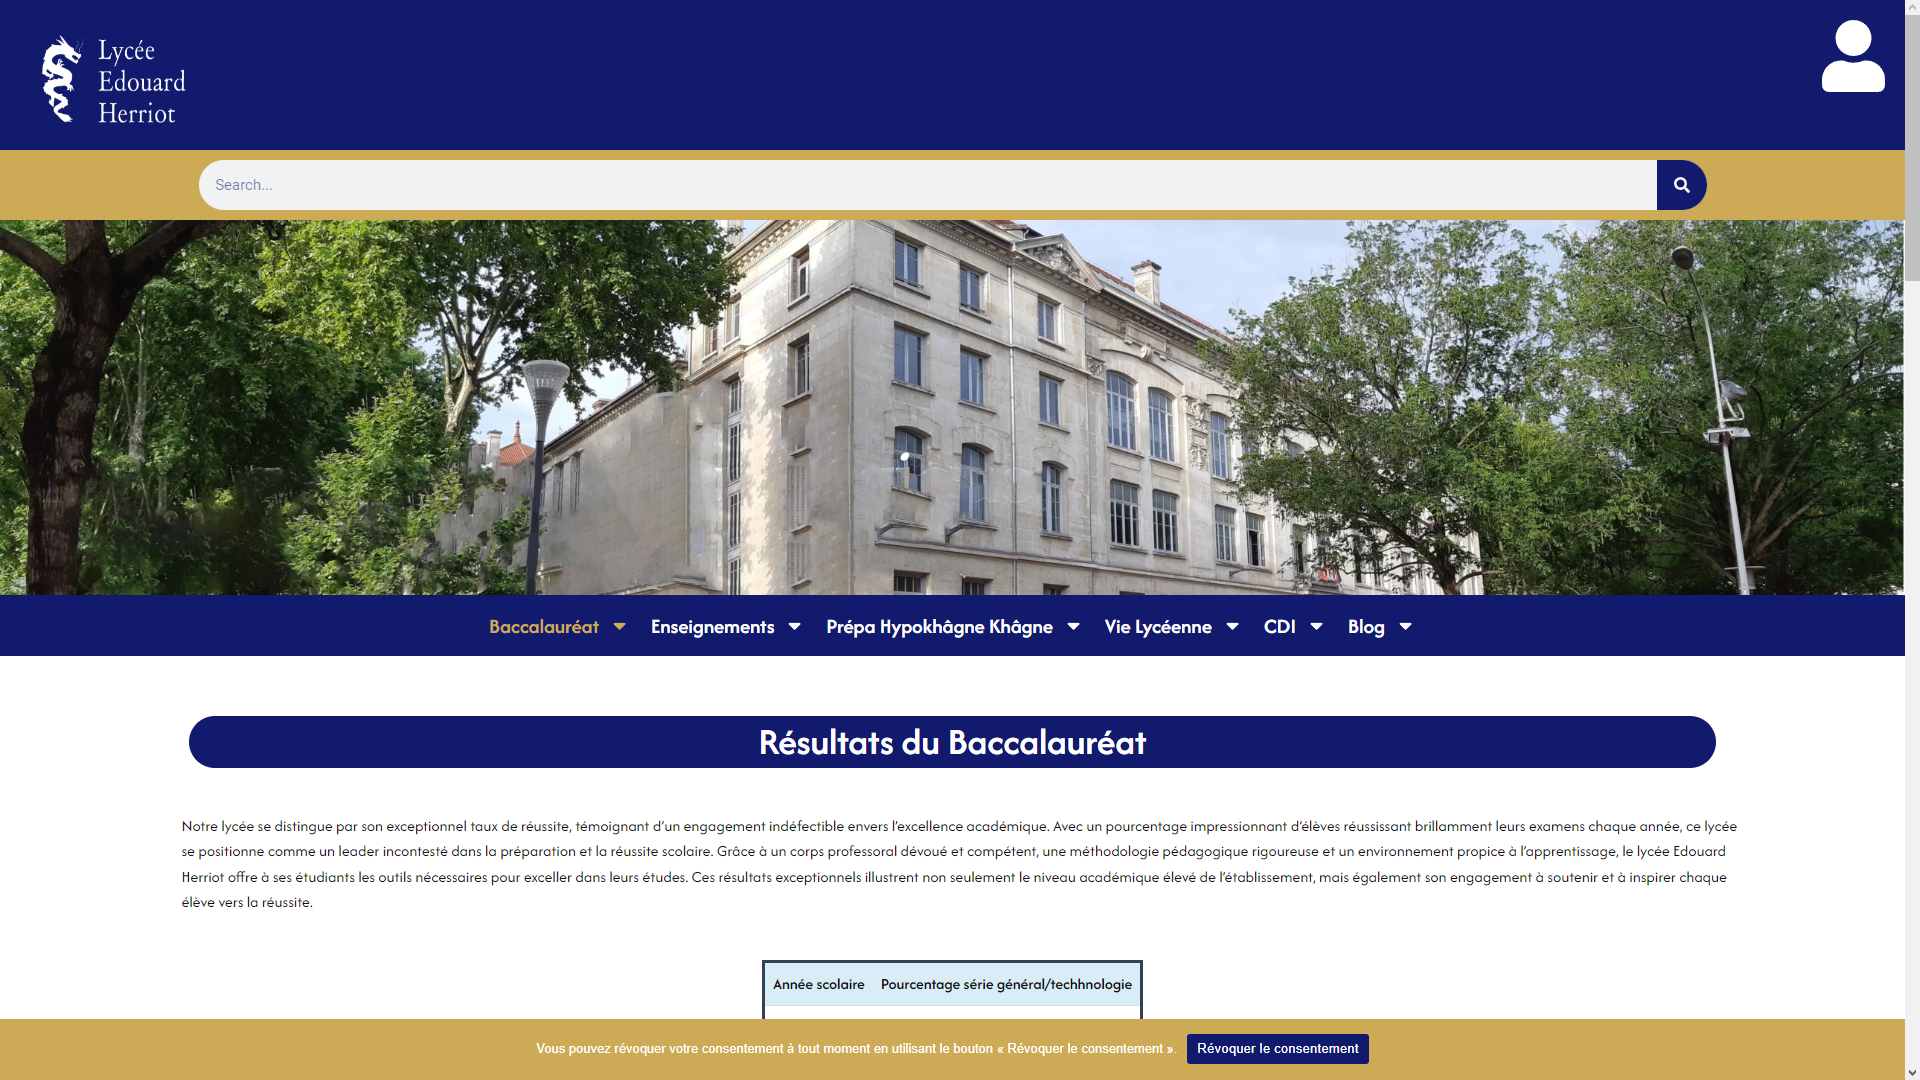 Lycée
Edouard
Herriot
Search...
Baccalauréat
Enseignements
Prépa Hypokhâgne Khâgne
Vie Lycéenne
CDI
Blog
Résultats du Baccalauréat
Notre lycée se distingue par son exceptionnel taux de réussite, témoignant d’un engagement indéfectible envers l’excellence académique. Avec un pourcentage impressionnant d’élèves réussissant brillamment leurs examens chaque année, ce lycée
se positionne comme un leader incontesté dans la préparation et la réussite scolaire. Grâce à un corps professoral dévoué et compétent, une méthodologie pédagogique rigoureuse et un environnement propice à l’apprentissage, le lycée Edouard
Herriot offre à ses étudiants les outils nécessaires pour exceller dans leurs études. Ces résultats exceptionnels illustrent non seulement le niveau académique élevé de l’établissement, mais également son engagement à soutenir et à inspirer chaque
élève vers la réussite.
Année scolaire
Pourcentage série général/techhnologie
Vous pouvez révoquer votre consentement à tout moment en utilisant le bouton « Révoquer le consentement ».
Révoquer le consentement